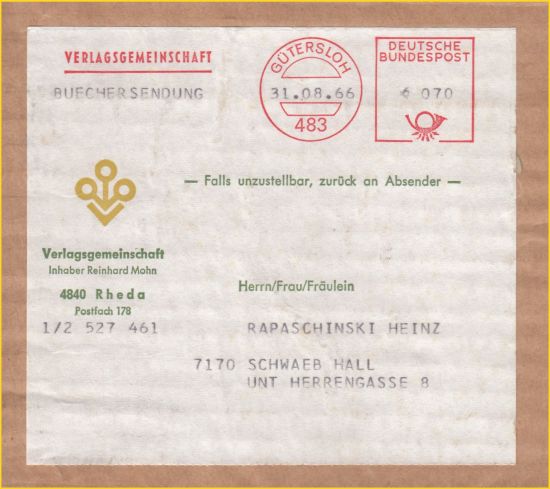 VERLAGSGEMEINSCHAFT
BUECHERSENDUNG
GÜTERSLOH
31.08.66
483
DEUTSCHE
BUNDESPOST
070
— Falls unzustellbar, zurück an Absender —
Verlagsgemeinschaft
Inhaber Reinhard Mohn
4840 Rheda
Postfach 178
1/2 527 461
Herrn/Frau/Fräulein
RAPASCHINSKI HEINZ
7170 SCHWAEB HALL
UNT HERRENGASSE 8